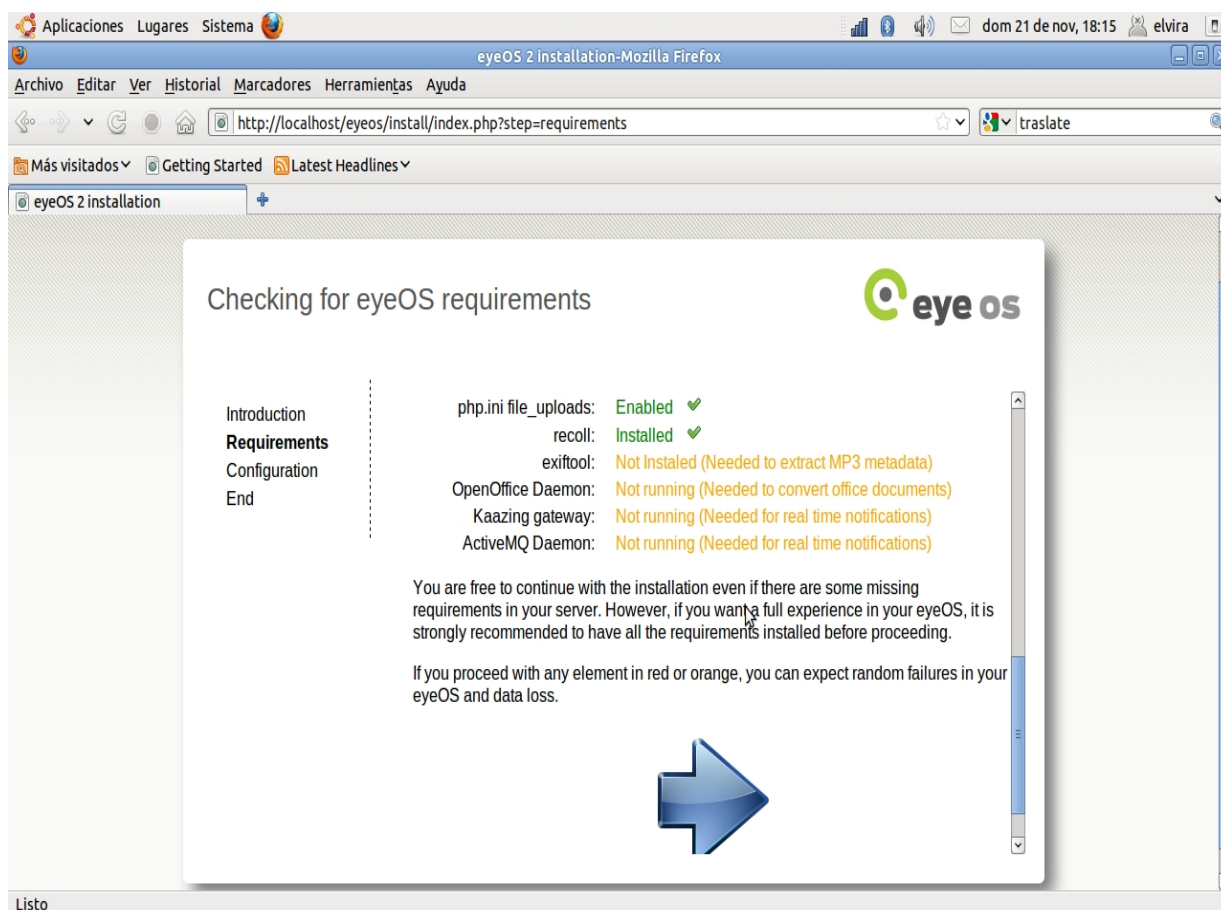 Aplicaciones Lugares Sistema
dom 21 de nov, 18:15 elvira
eyeOS 2 installation-Mozilla Firefox
Archivo Editar Ver Historial Marcadores Herramientas Ayuda
http://localhost/eyeos/install/index.php?step=requirements
traslate
Más visitados Getting Started Latest Headlines
eyeOS 2 installation
Checking for eyeOS requirements
eye os
Introduction
Requirements
Configuration
End
php.ini file_uploads: Enabled
recoll: Installed
exiftool: Not Instaled (Needed to extract MP3 metadata)
OpenOffice Daemon: Not running (Needed to convert office documents)
Kaazing gateway: Not running (Needed for real time notifications)
ActiveMQ Daemon: Not running (Needed for real time notifications)
You are free to continue with the installation even if there are some missing
requirements in your server. However, if you want a full experience in your eyeOS, it is
strongly recommended to have all the requirements installed before proceeding.
If you proceed with any element in red or orange, you can expect random failures in your
eyeOS and data loss.
Listo